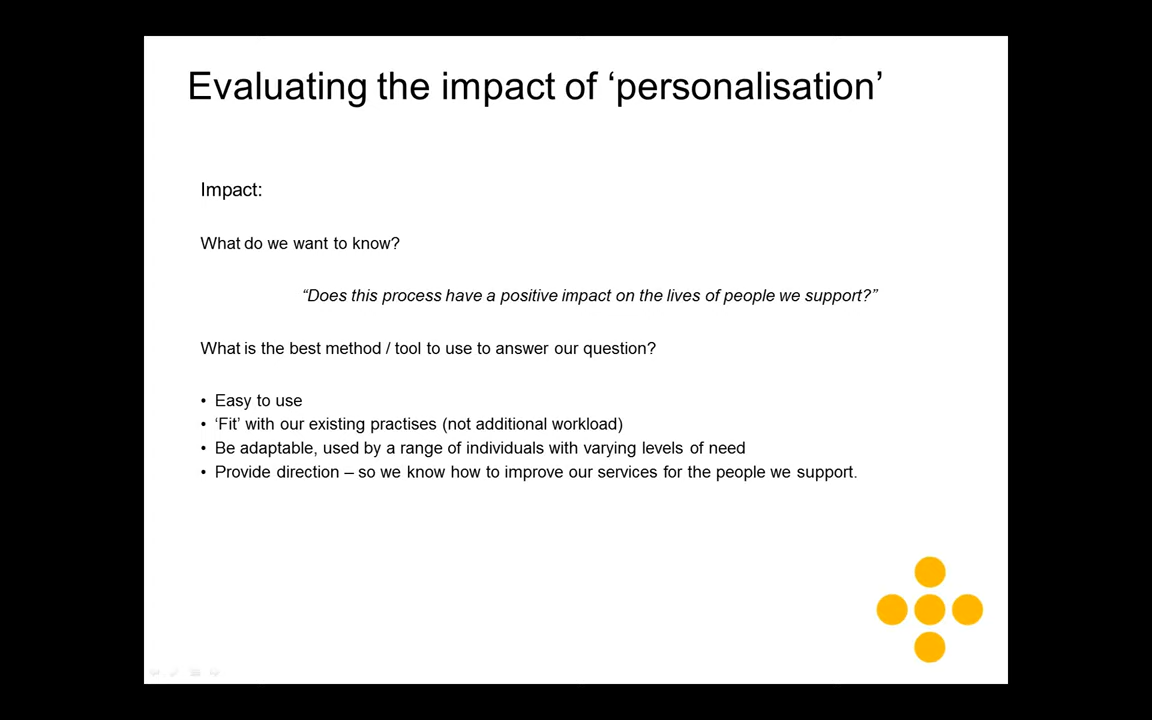 Evaluating the impact of ‘personalisation’
Impact:
What do we want to know?
“Does this process have a positive impact on the lives of people we support?”
What is the best method / tool to use to answer our question?
• Easy to use
• ‘Fit’ with our existing practises (not additional workload)
• Be adaptable, used by a range of individuals with varying levels of need
• Provide direction – so we know how to improve our services for the people we support.